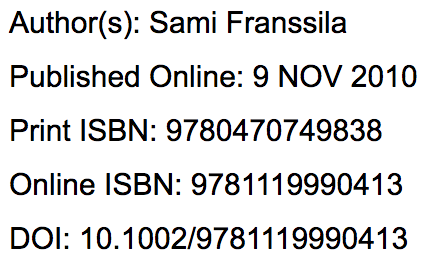 Author(s): Sami Franssila
Published Online: 9 NOV 2010
Print ISBN: 9780470749838
Online ISBN: 9781119990413
DOI: 10.1002/9781119990413